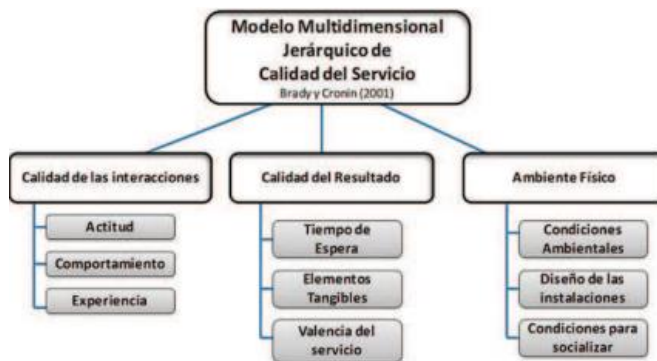 Modelo Multidimensional
Jerárquico de
Calidad del Servicio
Brady y Cronin (2001)
Calidad de las interacciones
Actitud
Comportamiento
Experiencia
Calidad del Resultado
Tiempo de
Espera
Elementos
Tangibles
Valencia del
servicio
Ambiente Físico
Condiciones
Ambientales
Diseño de las
instalaciones
Condiciones para
socializar